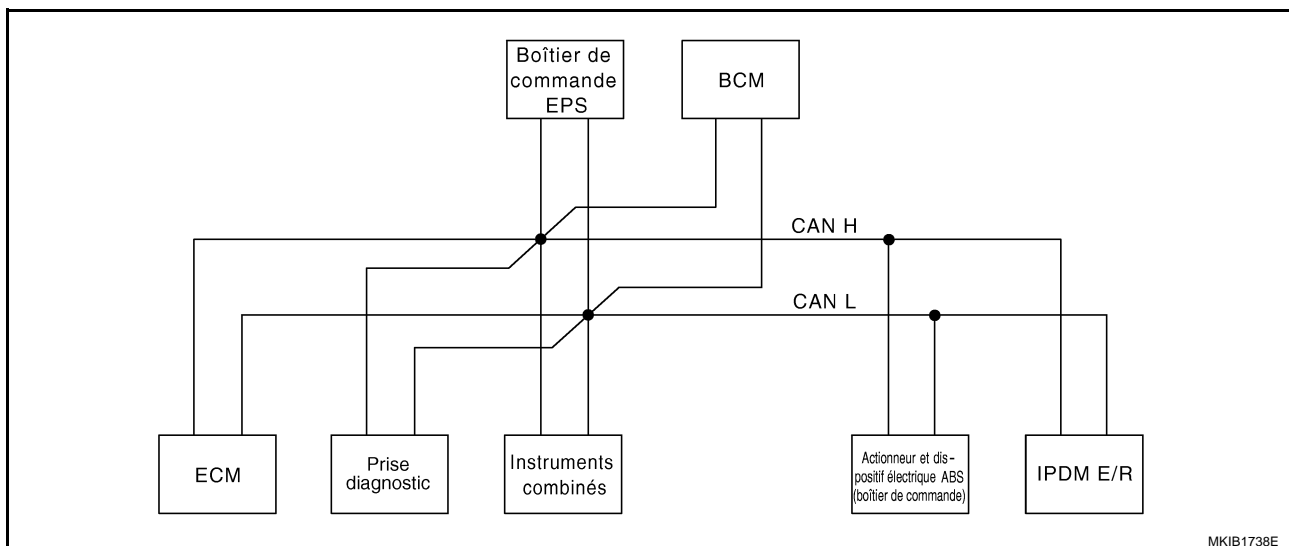 Boîtier de
commande
EPS
BCM
CAN H
CAN L
ECM
Prise
diagnostic
Instruments
combinés
Actionneur et dis-
positif électrique ABS
(boîtier de commande)
IPDM E/R
MKIB1738E